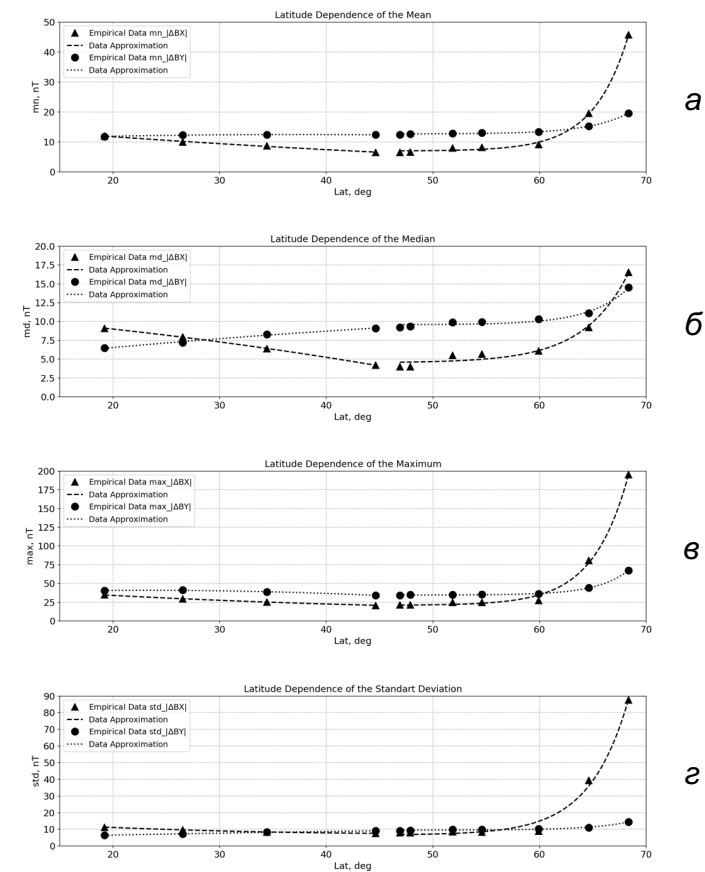 Latitude Dependence of the Mean
50
40
30
20
10
0
mn, nT
Empirical Data mn_|ΔBX|
Data Approximation
Empirical Data mn_|ΔBY|
Data Approximation
20 30 40 50 60 70
Lat, deg
а
Latitude Dependence of the Median
20.0
17.5
15.0
12.5
10.0
7.5
5.0
2.5
0.0
md, nT
Empirical Data md_|ΔBX|
Data Approximation
Empirical Data md_|ΔBY|
Data Approximation
20 30 40 50 60 70
Lat, deg
б
Latitude Dependence of the Maximum
200
175
150
125
100
75
50
25
0
max, nT
Empirical Data max_|ΔBX|
Data Approximation
Empirical Data max_|ΔBY|
Data Approximation
20 30 40 50 60 70
Lat, deg
в
Latitude Dependence of the Standart Deviation
90
80
70
60
50
40
30
20
10
0
std, nT
Empirical Data std_|ΔBX|
Data Approximation
Empirical Data std_|ΔBY|
Data Approximation
20 30 40 50 60 70
Lat, deg
г